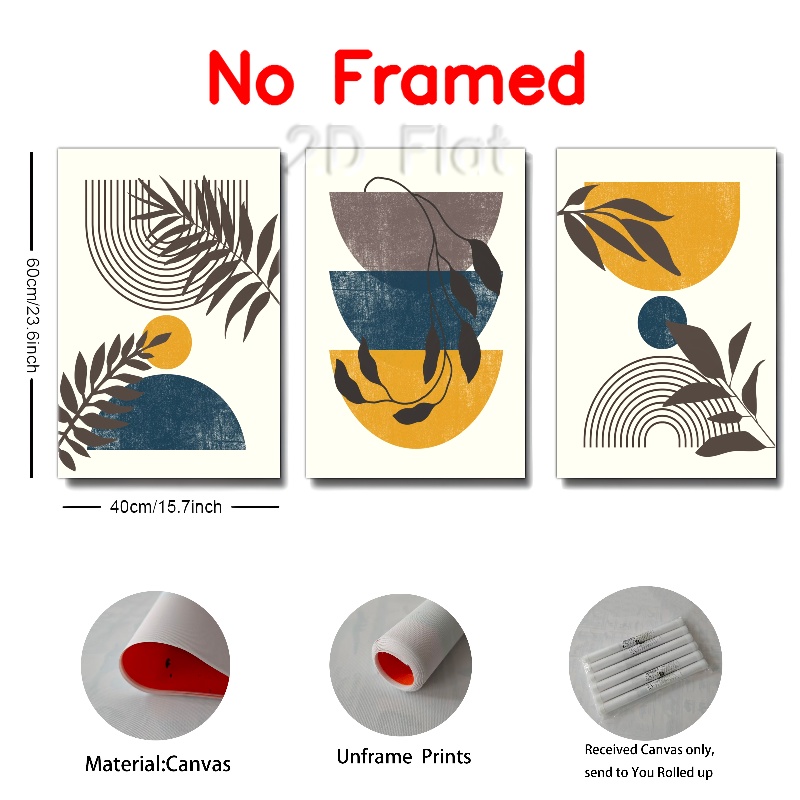 No Framed
2D Flat
60cm/23.6inch
40cm/15.7inch
Material:Canvas
Unframe Prints
Received Canvas only,
send to You Rolled up